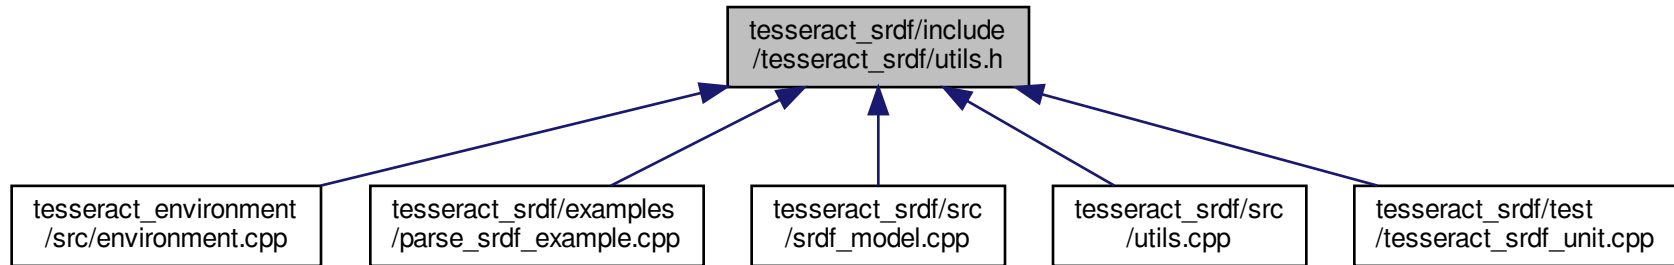 tesseract_srdf/include
/tesseract_srdf/utils.h
tesseract_environment
/src/environment.cpp
tesseract_srdf/examples
/parse_srdf_example.cpp
tesseract_srdf/src
/srdf_model.cpp
tesseract_srdf/src
/utils.cpp
tesseract_srdf/test
/tesseract_srdf_unit.cpp